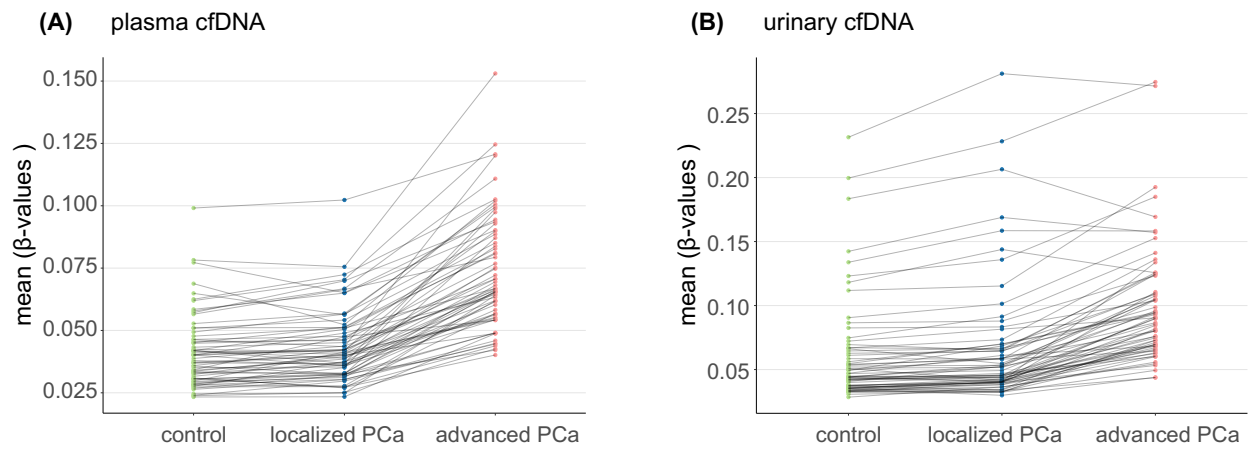 (A) plasma cfDNA
mean (β-values )
0.150
0.125
0.100
0.075
0.050
0.025
control localized PCa advanced PCa
(B) urinary cfDNA
mean (β-values )
0.25
0.20
0.15
0.10
0.05
control localized PCa advanced PCa